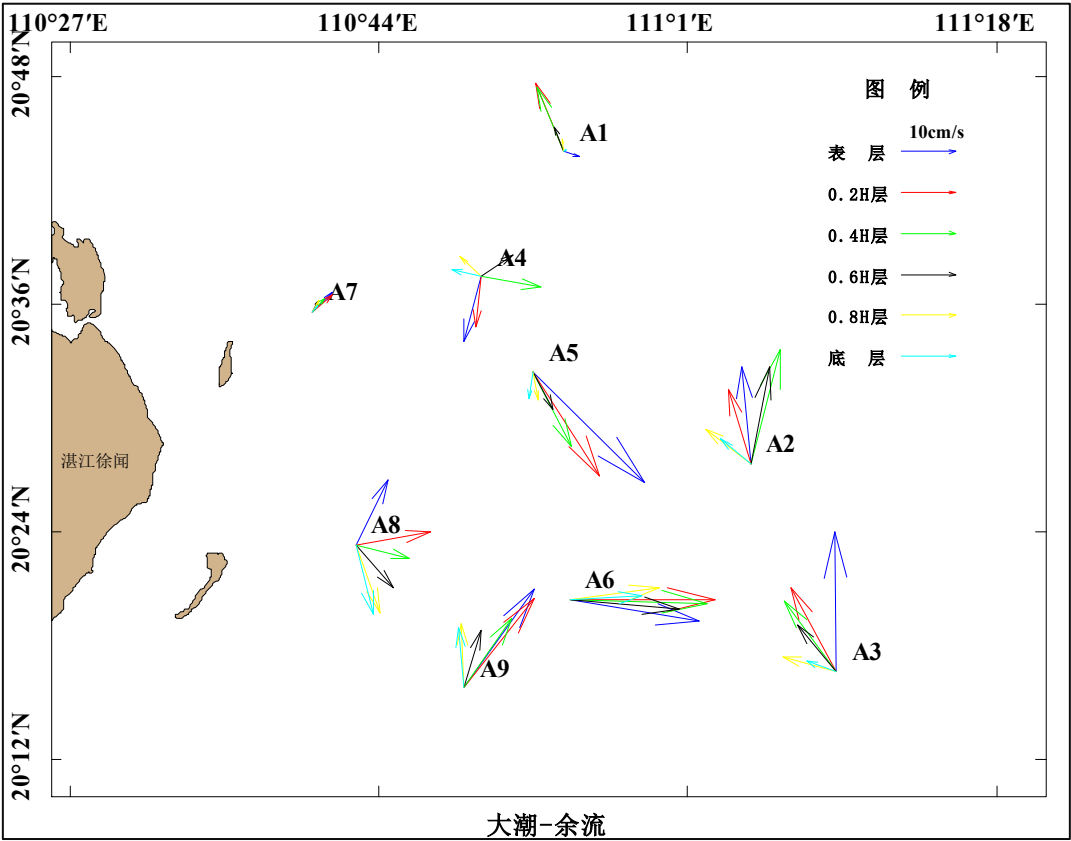 110°27′E 110°44′E 111°1′E 111°18′E
20°48′N
20°36′N
20°24′N
20°12′N
图 例
10cm/s
表 层
0.2H层
0.4H层
0.6H层
0.8H层
底 层
A1
A4
A7
A5
A2
湛江徐闻
A8
A6
A3
A9
大潮-余流